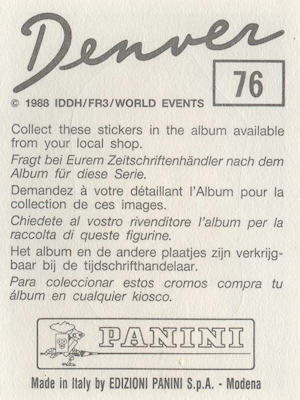 Denver
76
© 1988 IDDH/FR3/WORLD EVENTS
Collect these stickers in the album available
from your local shop.
Fragt bei Eurem Zeitschriftenhändler nach dem
Album für diese Serie.
Demandez à votre détaillant l'Album pour la
collection de ces images.
Chiedete al vostro rivenditore l'album per la
raccolta di queste figurine.
Het album en de andere plaatjes zijn verkrijg-
baar bij de tijdschrifthandelaar.
Para coleccionar estos cromos compra tu
álbum en cualquier kiosco.
PANINI
Made in Italy by EDIZIONI PANINI S.p.A. - Modena